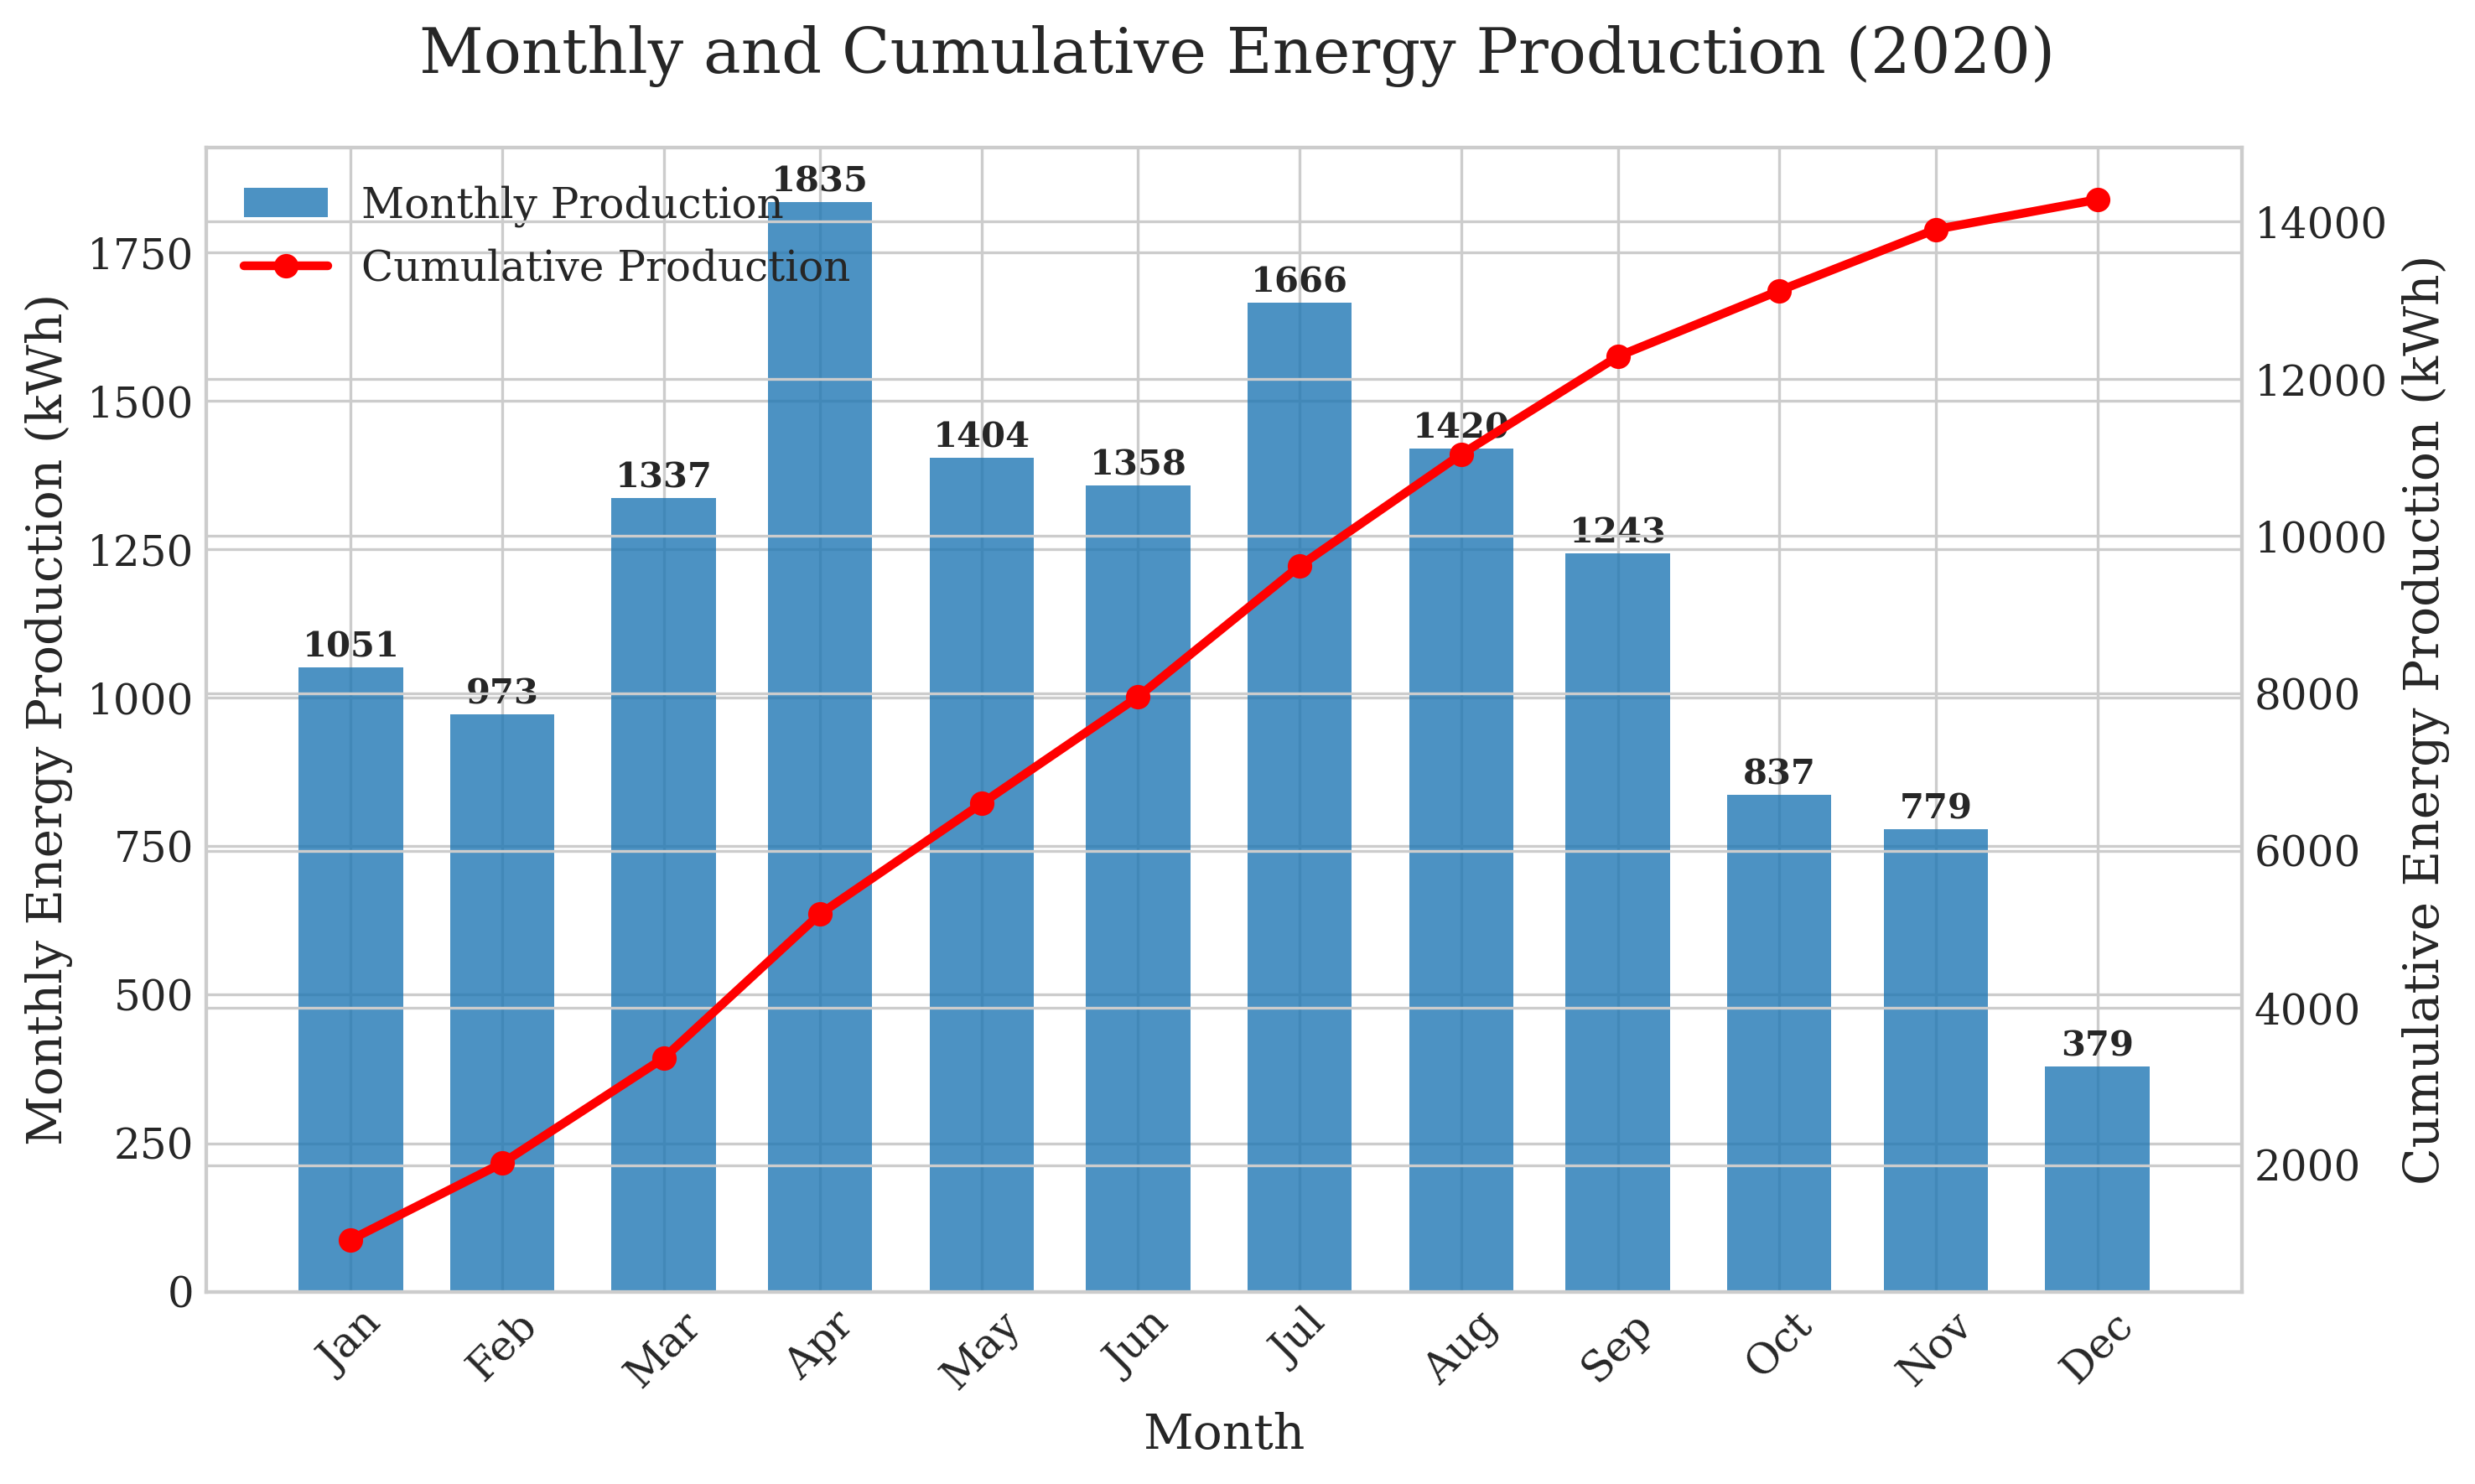 Monthly and Cumulative Energy Production (2020)
Monthly Production
Cumulative Production
Monthly Energy Production (kWh)
1750
1500
1250
1000
750
500
250
0
1051
973
1337
1835
1404
1358
1666
1420
1243
837
779
379
14000
12000
10000
8000
6000
4000
2000
Cumulative Energy Production (kWh)
Jan
Feb
Mar
Apr
May
Jun
Jul
Aug
Sep
Oct
Nov
Dec
Month